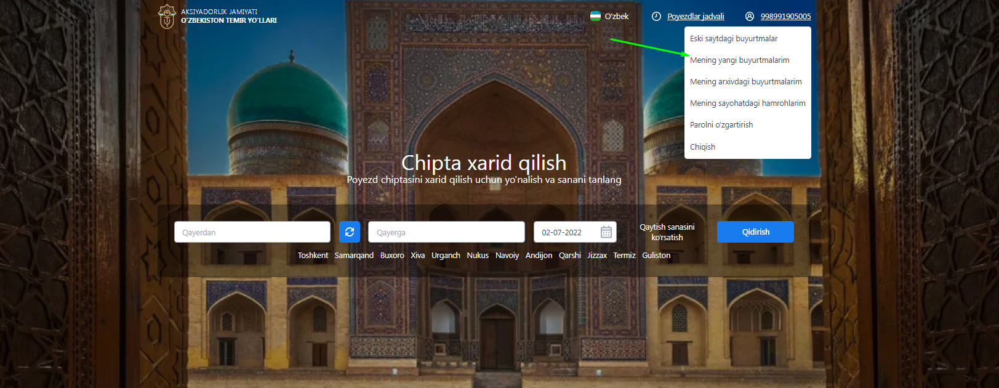 AKSIYADORLIK JAMIYATI
O'ZBEKISTON TEMIR YO'LLARI
O'zbek
Poyezdlar jadvali
998991905005
Eski saytdagi buyurtmalar
Mening yangi buyurtmalarim
Mening arxivdagi buyurtmalarim
Mening sayohatdagi hamrohlarim
Parolni o'zgartirish
Chiqish
Chipta xarid qilish
Poyezd chiptasini xarid qilish uchun yo'nalish va sanani tanlang
Qayerdan
Qayerga
02-07-2022
Qaytish sanasini
ko'rsatish
Qidirish
Toshkent Samarqand Buxoro Xiva Urganch Nukus Navoiy Andijon Qarshi Jizzax Termiz Guliston